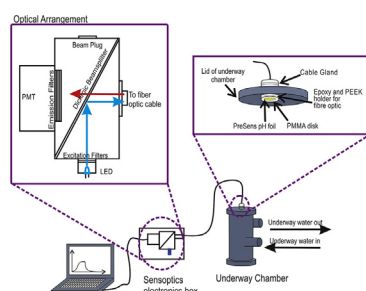 Optical Arrangement
Beam Plug
PMT
Emission Filters
Dichroic Beamsplitter
To fiber
optic cable
Excitation Filters
LED
Lid of underway
chamber
Cable Gland
Epoxy and PEEK
holder for
fibre optic
PreSens pH foil
PMMA disk
Underway water out
Underway water in
Sensoptics
electronics box
Underway Chamber